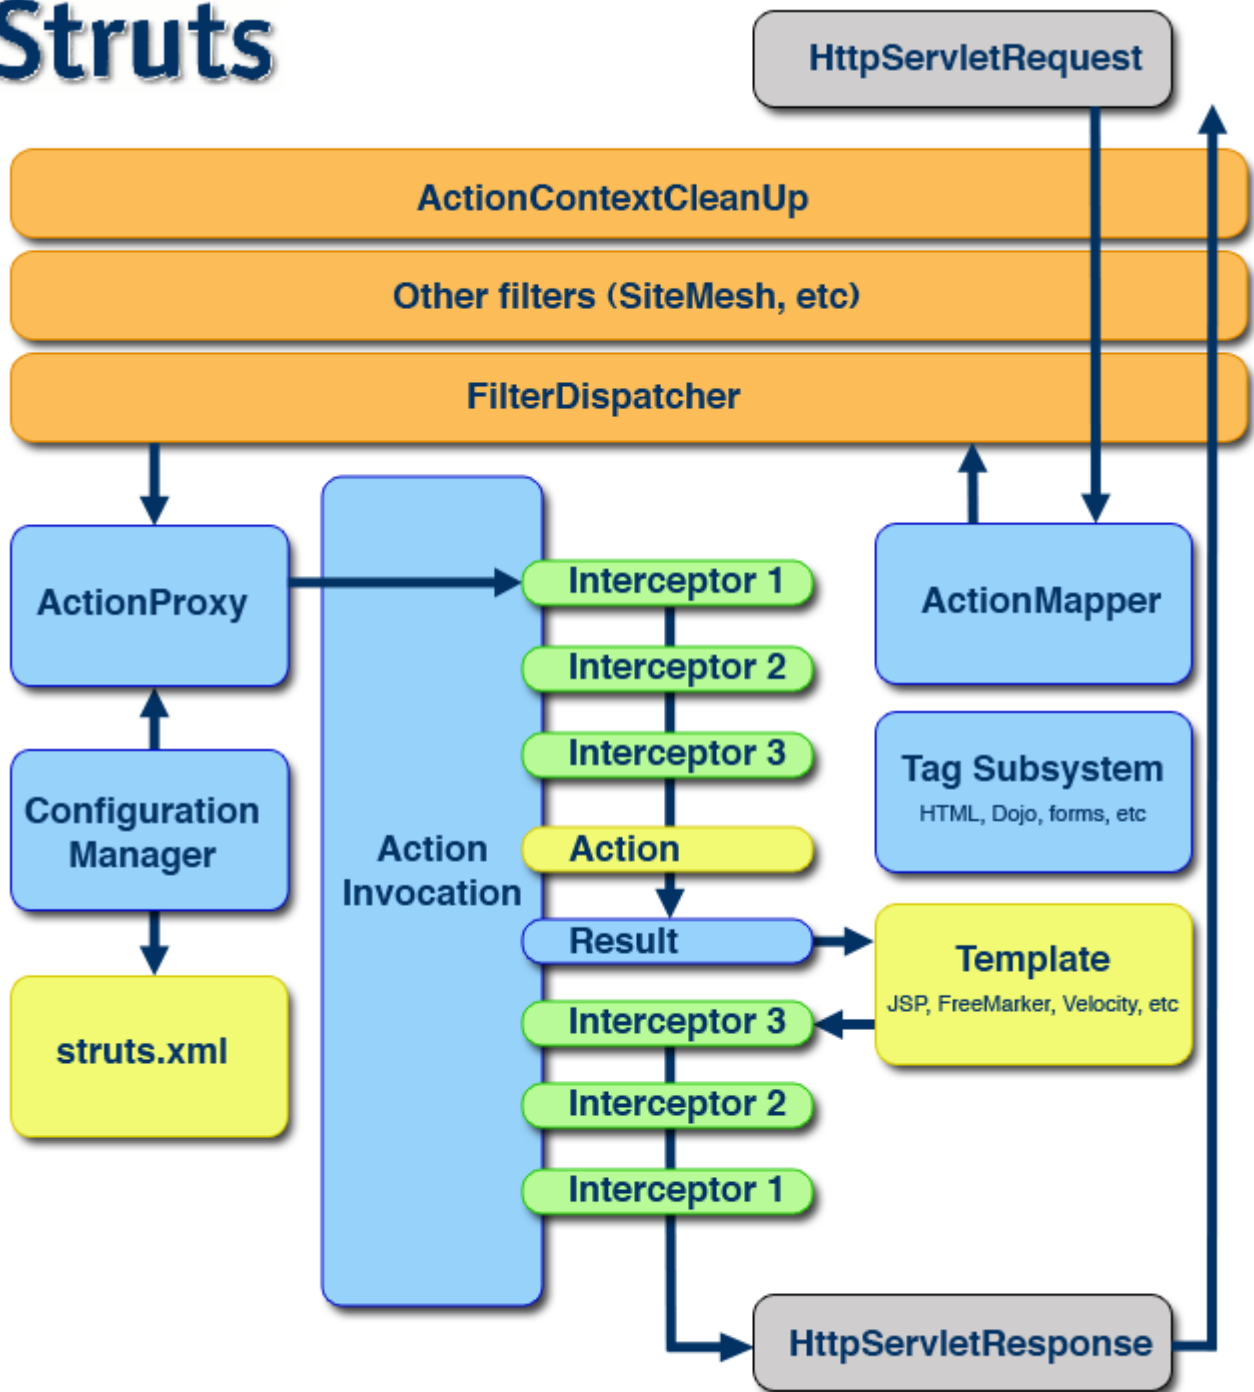 Struts
HttpServletRequest
ActionContextCleanUp
Other filters (SiteMesh, etc)
FilterDispatcher
ActionProxy
Interceptor 1
ActionMapper
Interceptor 2
Interceptor 3
Tag Subsystem
HTML, Dojo, forms, etc
Configuration
Manager
Action
Invocation
Action
Result
Template
JSP, FreeMarker, Velocity, etc
struts.xml
Interceptor 3
Interceptor 2
Interceptor 1
HttpServletResponse